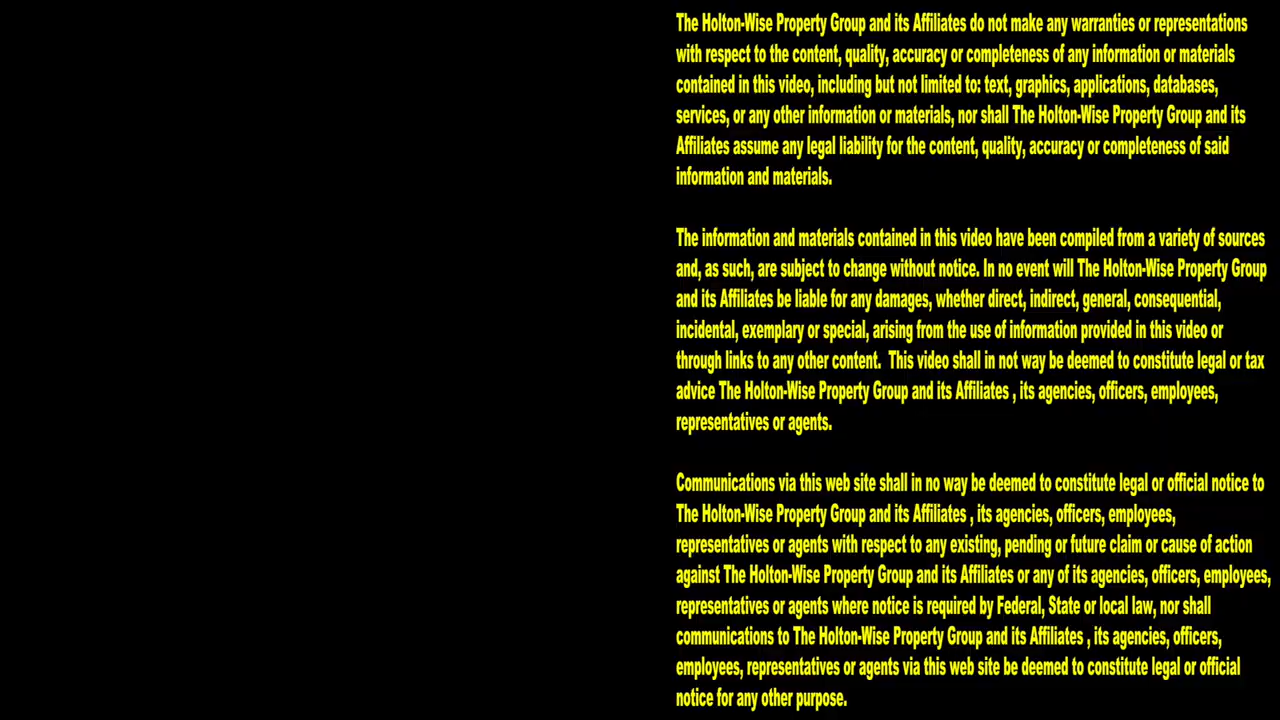 The Holton-Wise Property Group and its Affiliates do not make any warranties or representations
with respect to the content, quality, accuracy or completeness of any information or materials
contained in this video, including but not limited to: text, graphics, applications, databases,
services, or any other information or materials, nor shall The Holton-Wise Property Group and its
Affiliates assume any legal liability for the content, quality, accuracy or completeness of said
information and materials.
The information and materials contained in this video have been compiled from a variety of sources
and, as such, are subject to change without notice. In no event will The Holton-Wise Property Group
and its Affiliates be liable for any damages, whether direct, indirect, general, consequential,
incidental, exemplary or special, arising from the use of information provided in this video or
through links to any other content. This video shall in not way be deemed to constitute legal or tax
advice The Holton-Wise Property Group and its Affiliates , its agencies, officers, employees,
representatives or agents.
Communications via this web site shall in no way be deemed to constitute legal or official notice to
The Holton-Wise Property Group and its Affiliates , its agencies, officers, employees,
representatives or agents with respect to any existing, pending or future claim or cause of action
against The Holton-Wise Property Group and its Affiliates or any of its agencies, officers, employees,
representatives or agents where notice is required by Federal, State or local law, nor shall
communications to The Holton-Wise Property Group and its Affiliates , its agencies, officers,
employees, representatives or agents via this web site be deemed to constitute legal or official
notice for any other purpose.